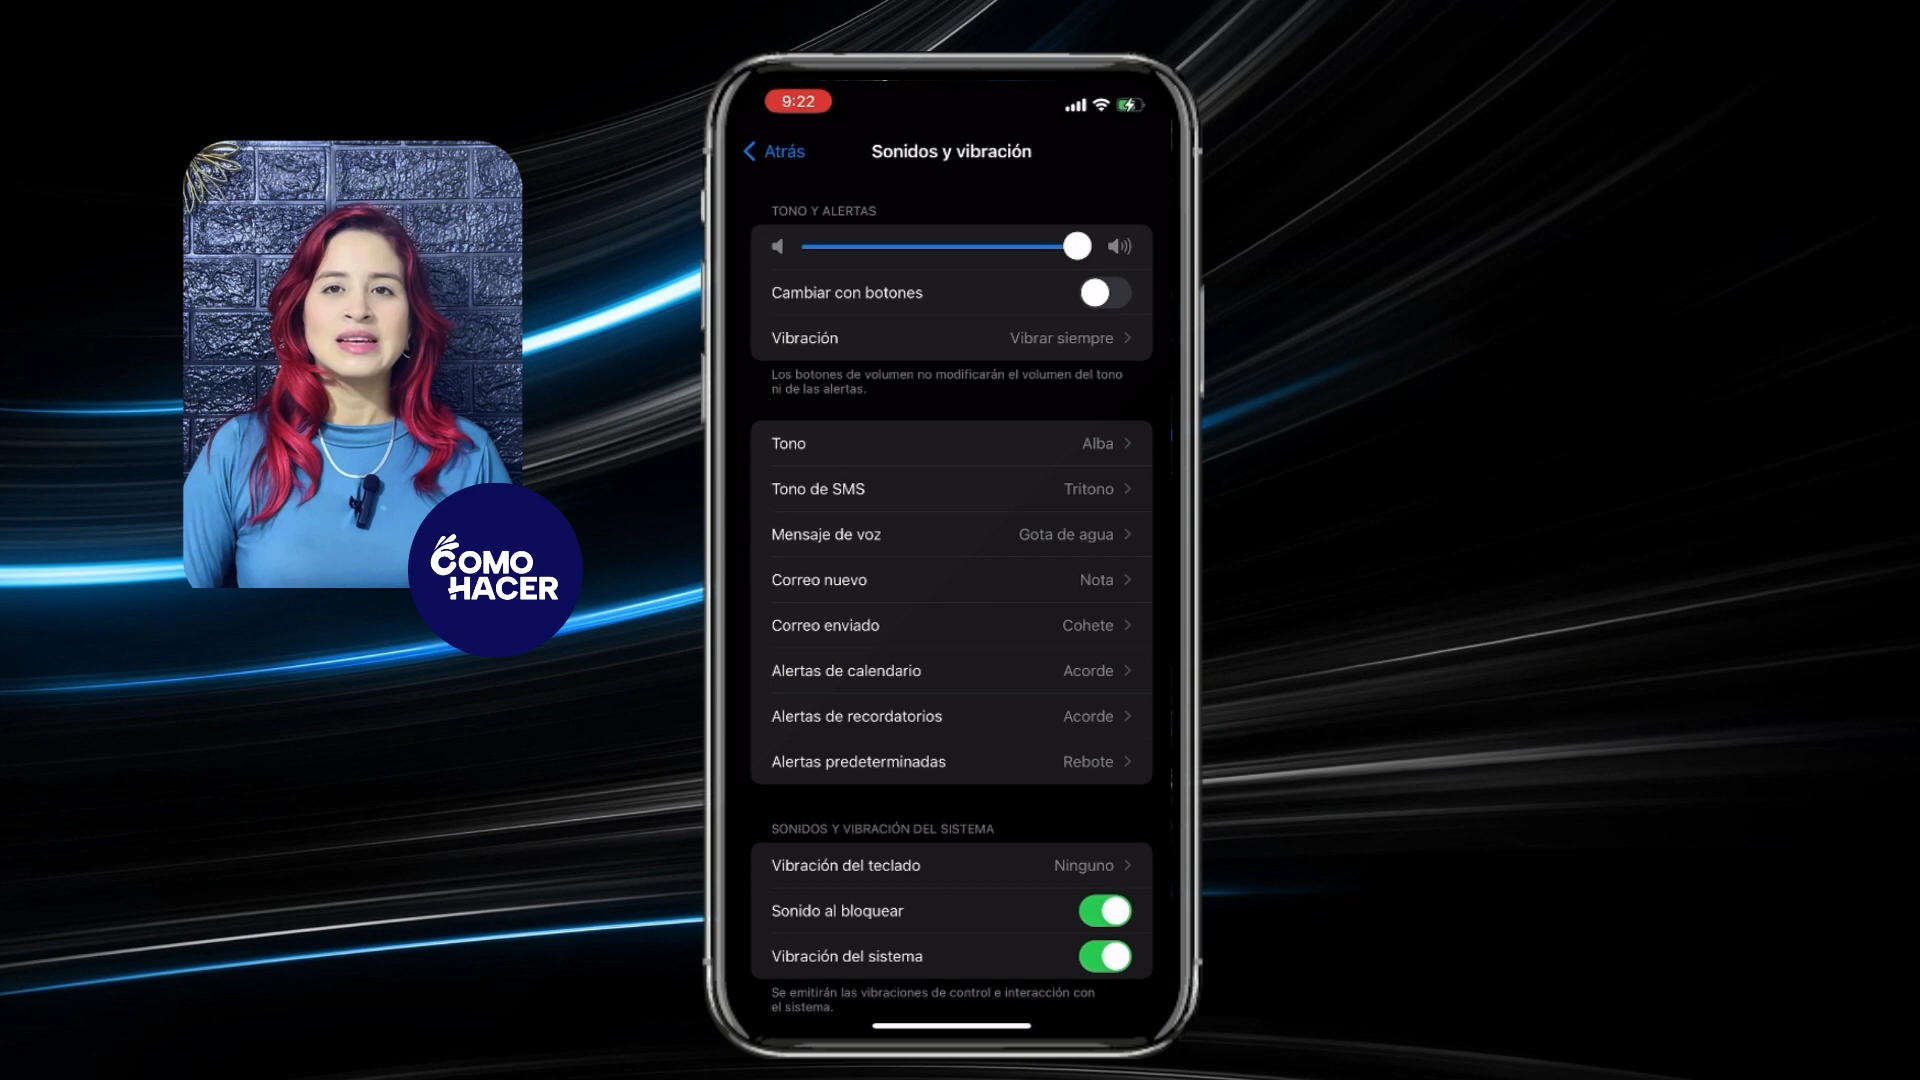 9:22
Atrás
Sonidos y vibración
TONO Y ALERTAS
Cambiar con botones
Vibración Vibrar siempre
Los botones de volumen no modificarán el volumen del tono
ni de las alertas.
Tono Alba
Tono de SMS Tritono
Mensaje de voz Gota de agua
Correo nuevo Nota
Correo enviado Cohete
Alertas de calendario Acorde
Alertas de recordatorios Acorde
Alertas predeterminadas Rebote
SONIDOS Y VIBRACIÓN DEL SISTEMA
Vibración del teclado Ninguno
Sonido al bloquear
Vibración del sistema
Se emitirán las vibraciones de control e interacción con
el sistema.
COMO
HACER